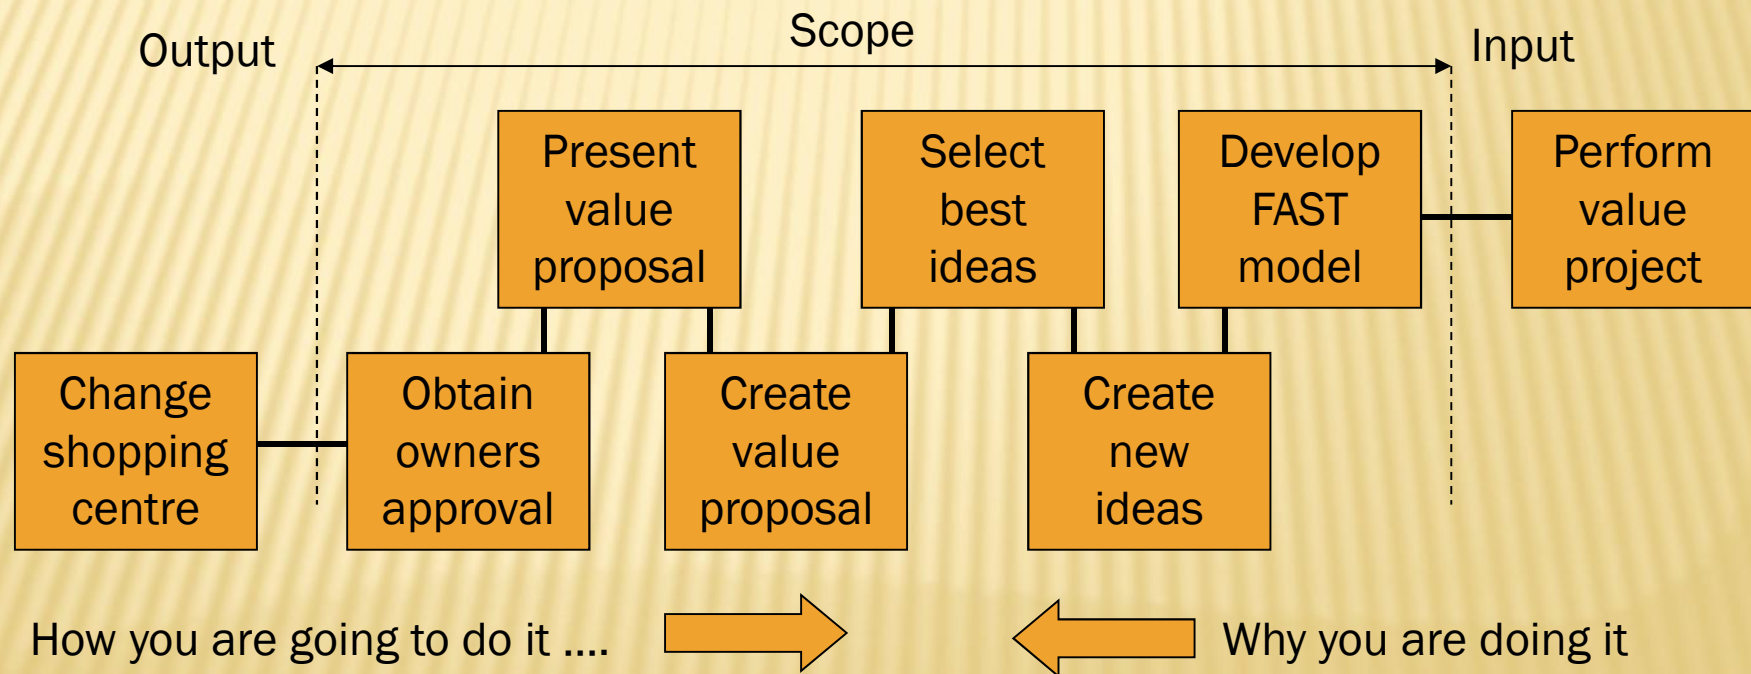 Output
Scope
Input
Present
value
proposal
Select
best
ideas
Develop
FAST
model
Perform
value
project
Change
shopping
centre
Obtain
owners
approval
Create
value
proposal
Create
new
ideas
How you are going to do it ....
Why you are doing it